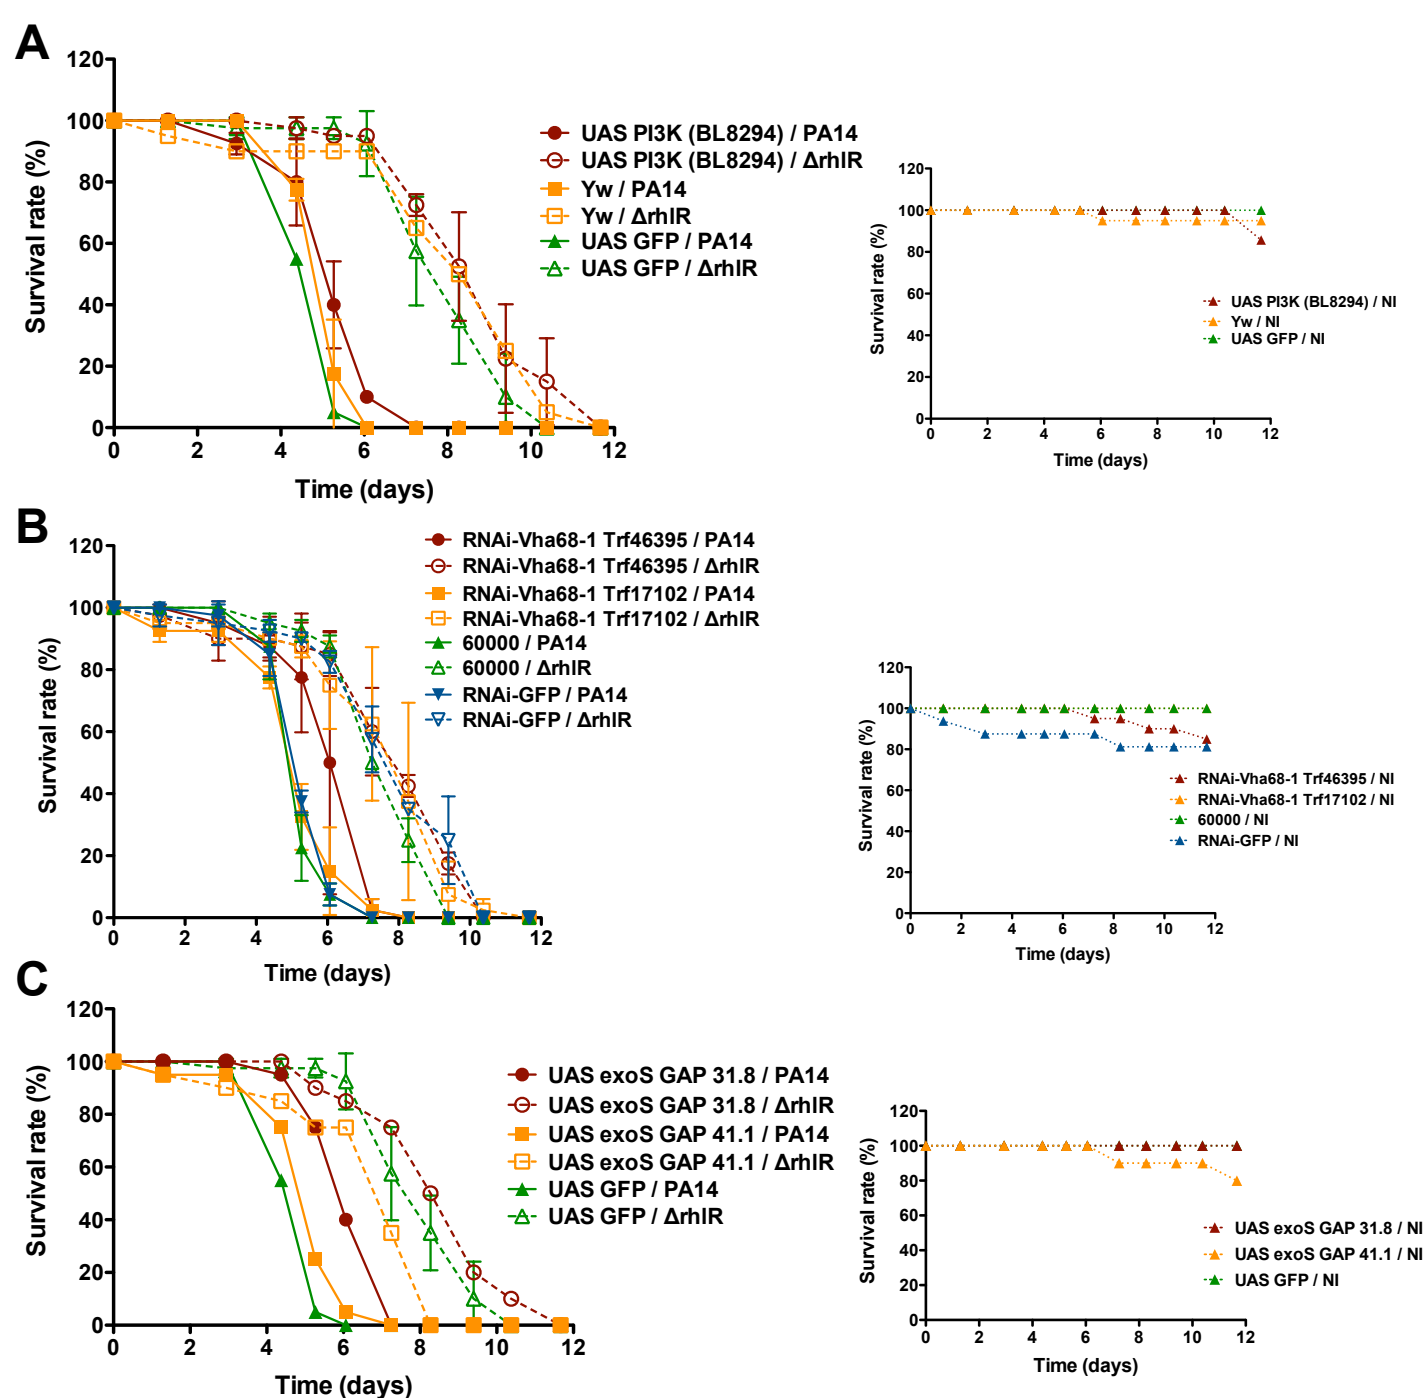 A
120
100
80
60
40
20
0
Survival rate (%)
0 2 4 6 8 10 12
Time (days)
UAS PI3K (BL8294) / PA14
UAS PI3K (BL8294) / ΔrhlR
Yw / PA14
Yw / ΔrhlR
UAS GFP / PA14
UAS GFP / ΔrhlR
120
100
80
60
40
20
0
Survival rate (%)
0 2 4 6 8 10 12
Time (days)
UAS PI3K (BL8294) / NI
Yw / NI
UAS GFP / NI
B
120
100
80
60
40
20
0
Survival rate (%)
0 2 4 6 8 10 12
Time (days)
RNAi-Vha68-1 Trf46395 / PA14
RNAi-Vha68-1 Trf46395 / ΔrhlR
RNAi-Vha68-1 Trf17102 / PA14
RNAi-Vha68-1 Trf17102 / ΔrhlR
60000 / PA14
60000 / ΔrhlR
RNAi-GFP / PA14
RNAi-GFP / ΔrhlR
120
100
80
60
40
20
0
Survival rate (%)
0 2 4 6 8 10 12
Time (days)
RNAi-Vha68-1 Trf46395 / NI
RNAi-Vha68-1 Trf17102 / NI
60000 / NI
RNAi-GFP / NI
C
120
100
80
60
40
20
0
Survival rate (%)
0 2 4 6 8 10 12
Time (days)
UAS exoS GAP 31.8 / PA14
UAS exoS GAP 31.8 / ΔrhlR
UAS exoS GAP 41.1 / PA14
UAS exoS GAP 41.1 / ΔrhlR
UAS GFP / PA14
UAS GFP / ΔrhlR
120
100
80
60
40
20
0
Survival rate (%)
0 2 4 6 8 10 12
Time (days)
UAS exoS GAP 31.8 / NI
UAS exoS GAP 41.1 / NI
UAS GFP / NI